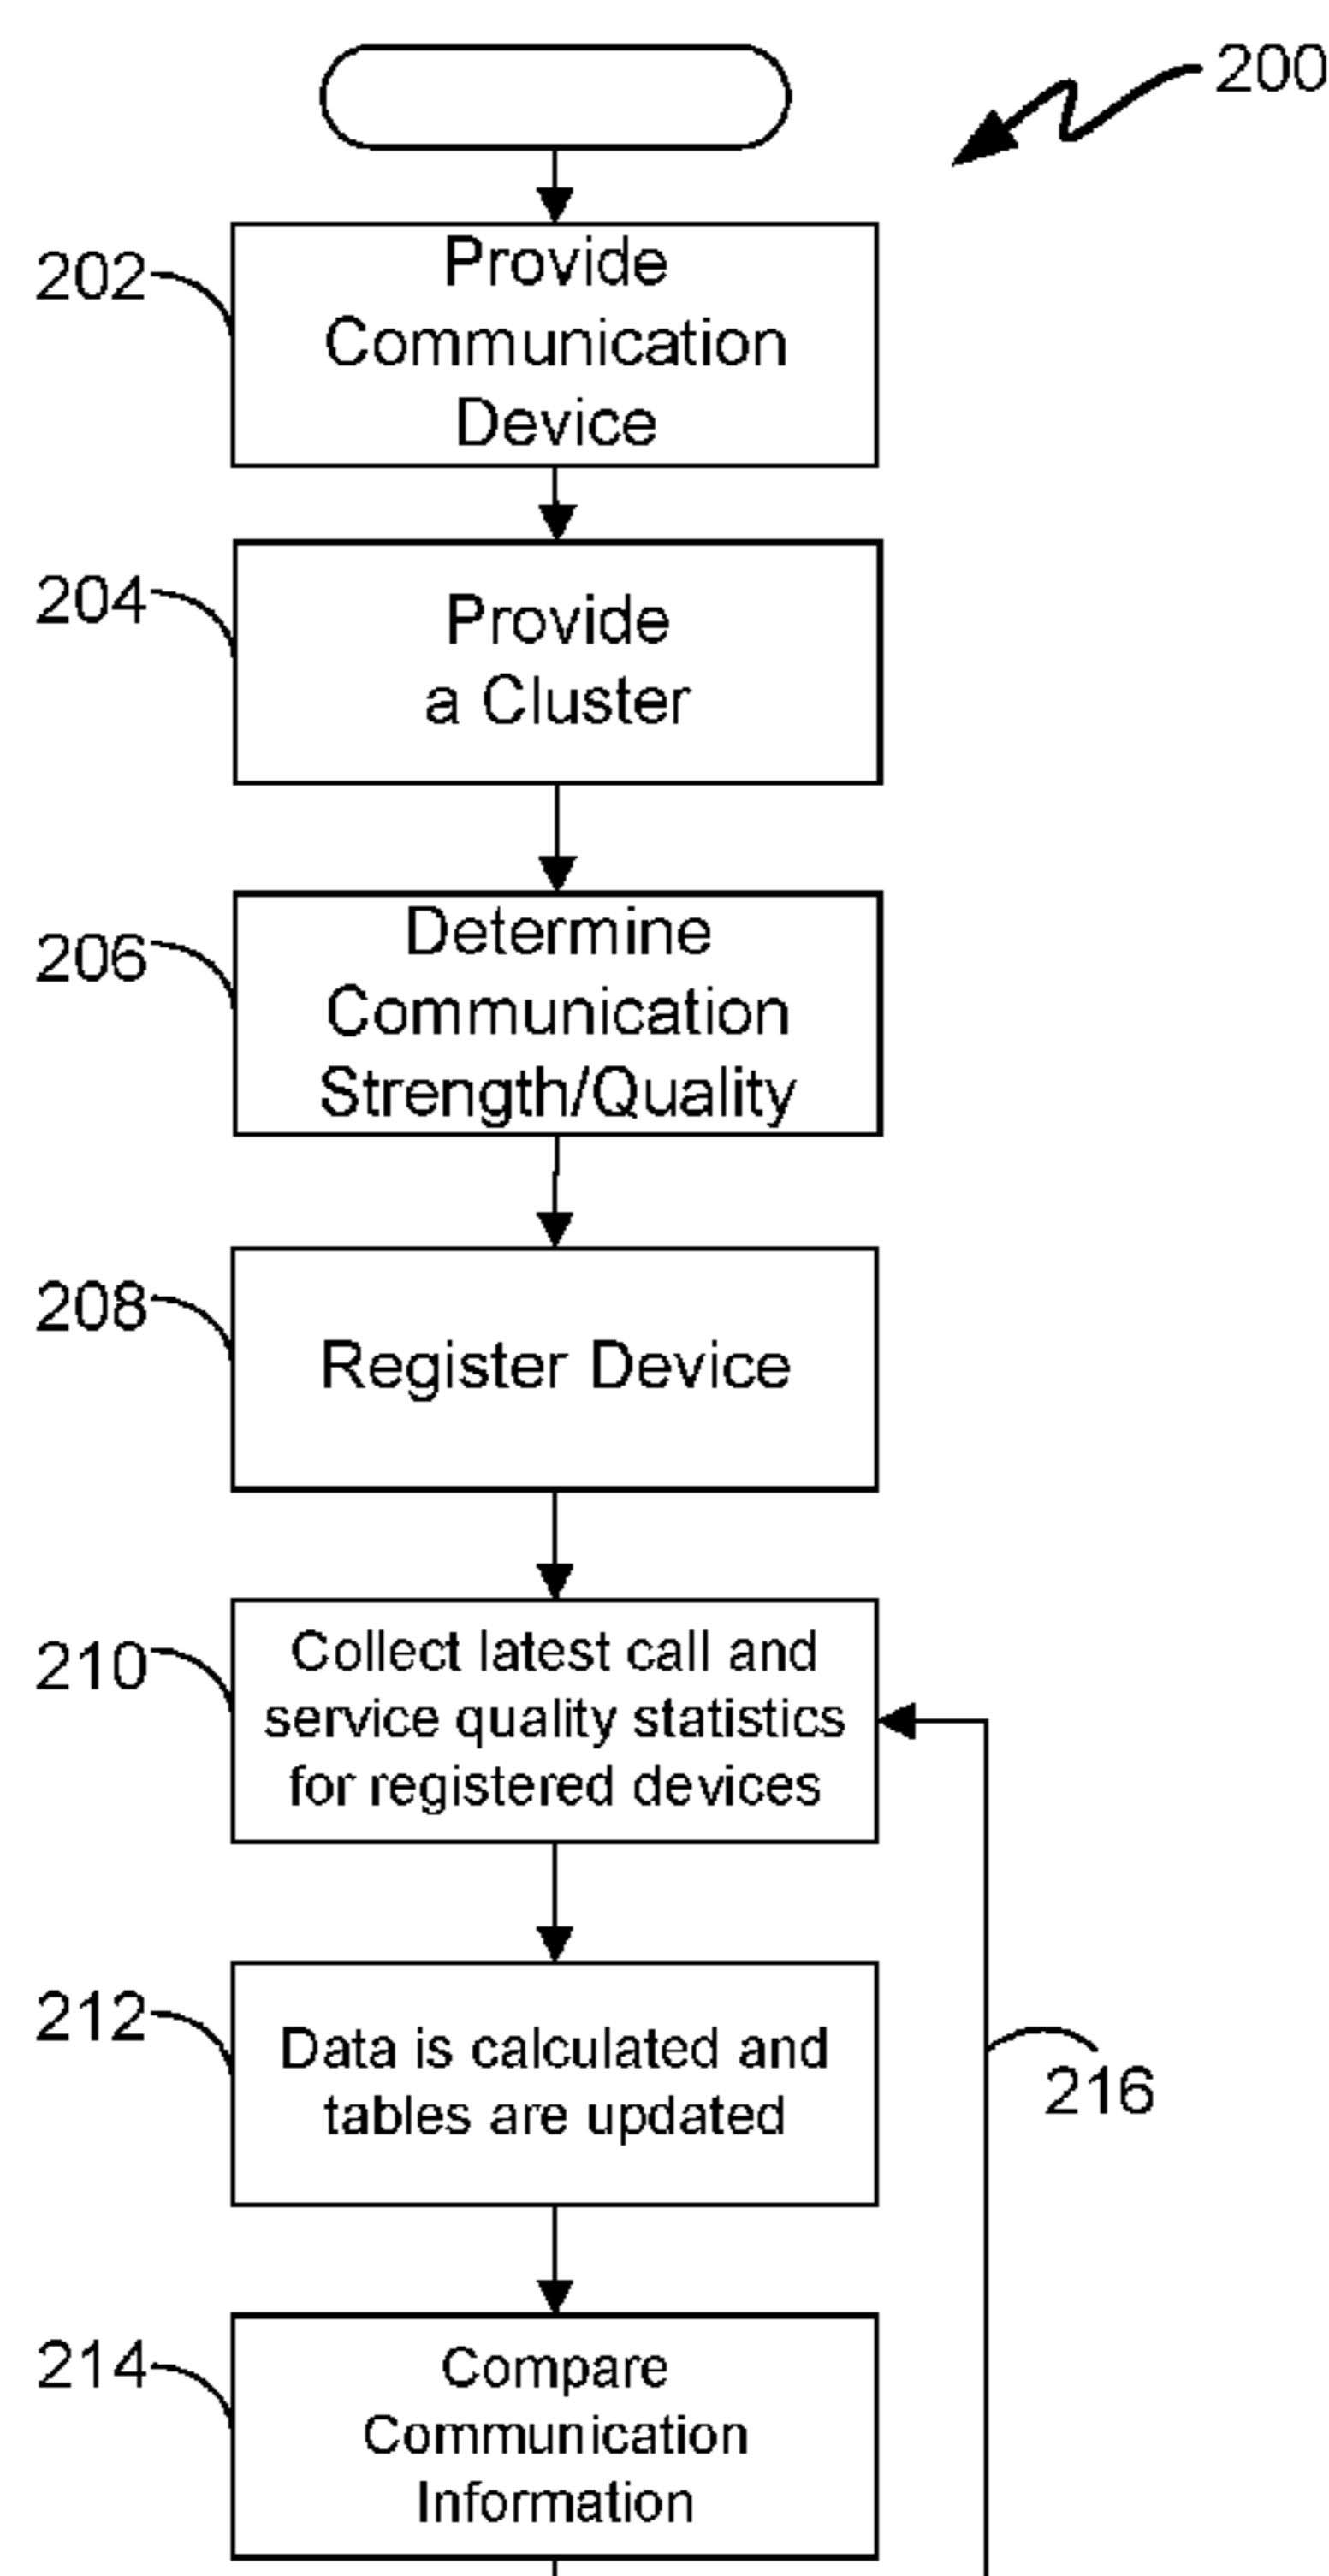 200
202
Provide
Communication
Device
204
Provide
a Cluster
206
Determine
Communication
Strength/Quality
208
Register Device
210
Collect latest call and
service quality statistics
for registered devices
212
Data is calculated and
tables are updated
216
214
Compare
Communication
Information